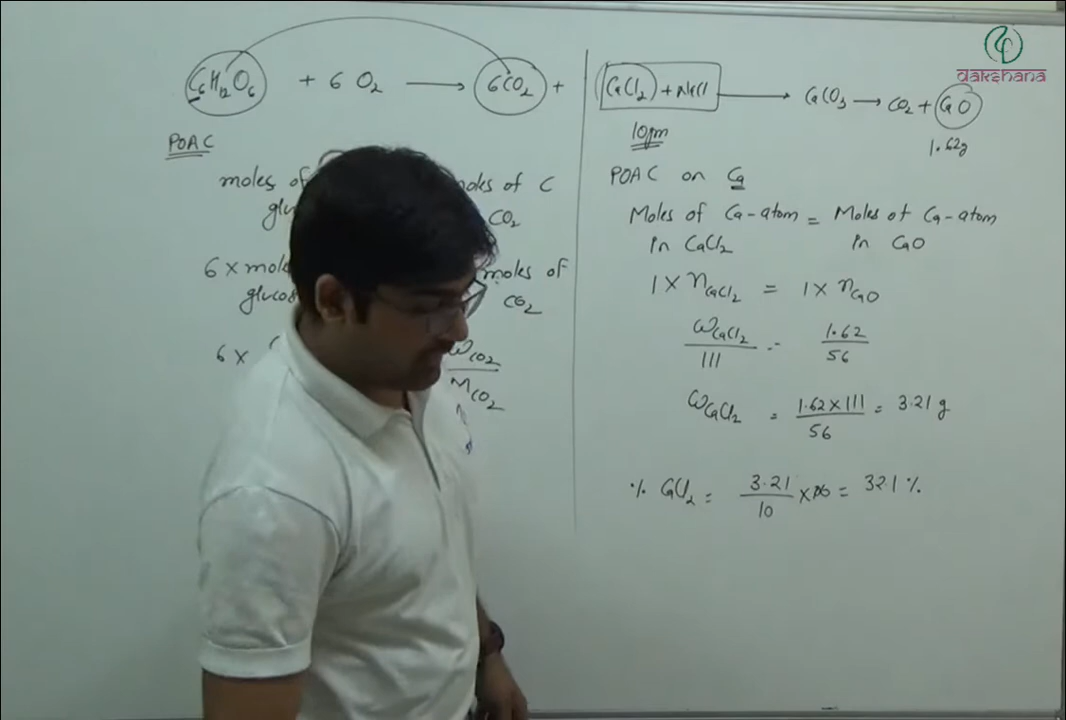 C6H12O6 + 6 O2 → 6CO2 +
POAC
moles of
moles of C
CO2
6 × 
moles of
CO2
6 ×
WCO2
MCO2
CaCl2 + NaCl → CaCO3 → CO2 + CaO
10gm
1.62g
POAC on Ca
Moles of Ca-atom = Moles of Ca-atom
in CaCl2 in CaO
1 × nCaCl2 = 1 × nCaO
WCaCl2 = 1.62
111 56
WCaCl2 = 1.62 × 111 = 3.21 g
56
% CaCl2 = 3.21 × 100 = 32.1 %
10
dakshana